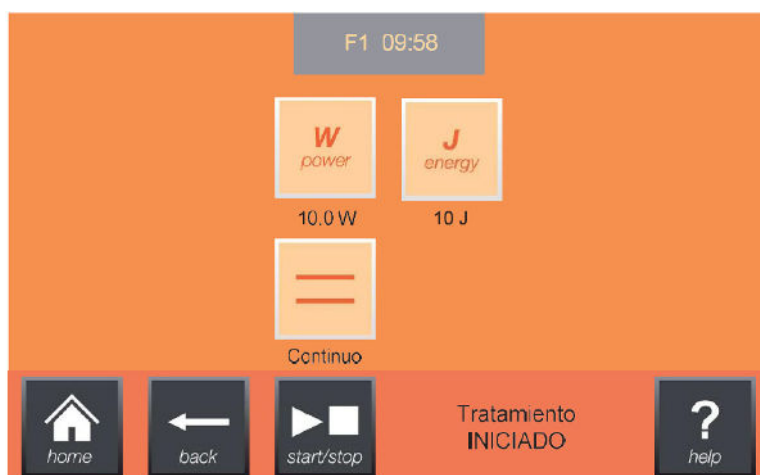 F1 09:58
W
power
J
energy
10.0 W
10 J
Continuo
home
back
start/stop
Tratamiento
INICIADO
?
help